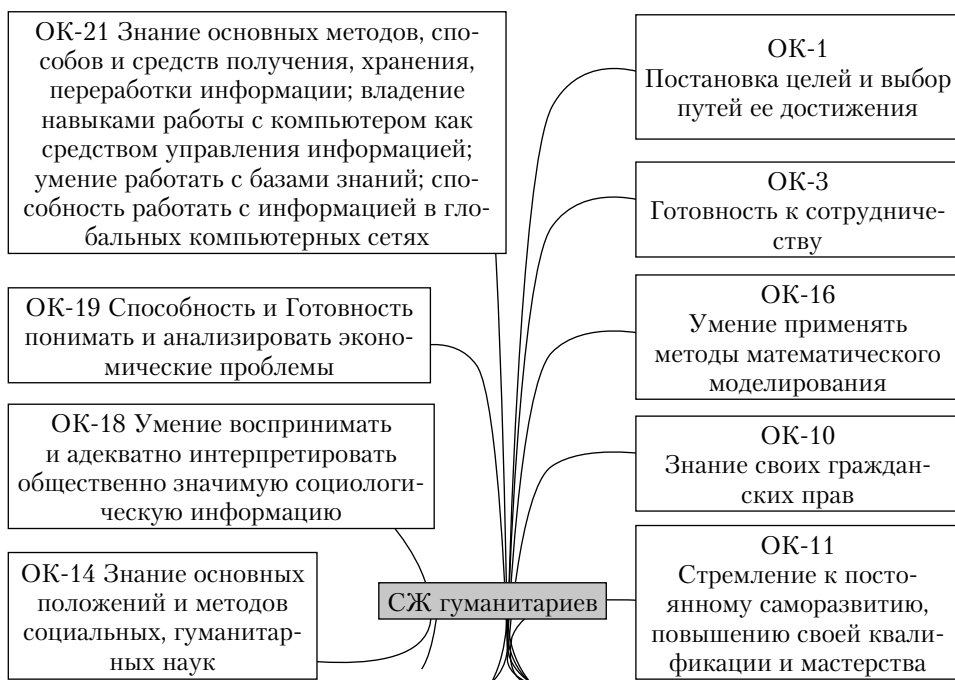 ОК-21 Знание основных методов, спо-
собов и средств получения, хранения,
переработки информации; владение
навыками работы с компьютером как
средством управления информацией;
умение работать с базами знаний; спо-
собность работать с информацией в гло-
бальных компьютерных сетях
ОК-19 Способность и Готовность
понимать и анализировать эконо-
мические проблемы
ОК-18 Умение воспринимать
и адекватно интерпретировать
общественно значимую социологи-
ческую информацию
ОК-14 Знание основных
положений и методов
социальных, гуманитар-
ных наук
СЖ гуманитариев
ОК-1
Постановка целей и выбор
путей ее достижения
ОК-3
Готовность к сотрудниче-
ству
ОК-16
Умение применять
методы математического
моделирования
ОК-10
Знание своих граждан-
ских прав
ОК-11
Стремление к посто-
янному саморазвитию,
повышению своей квали-
фикации и мастерства